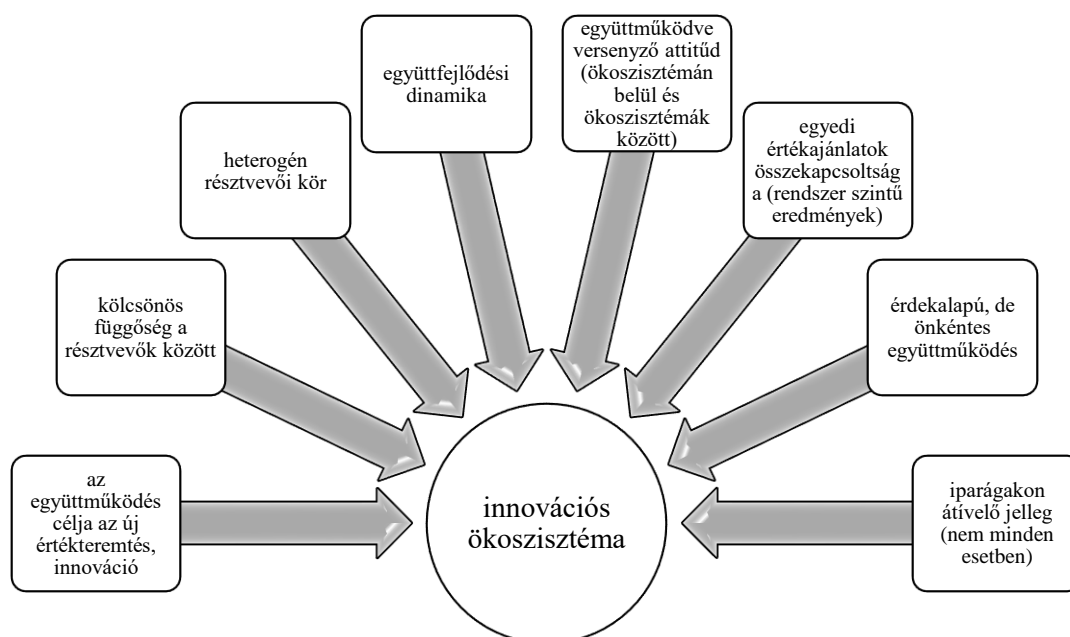 az
együttműködés
célja az új
értékteremtés,
innováció
kölcsönös
függőség a
résztvevők között
heterogén
résztvevői kör
együttfejlődési
dinamika
együttműködve
versenyző attitűd
(ökoszisztémán
belül és
ökoszisztémák
között)
egyedi
értékajánlatok
összekapcsoltság
a (rendszer szintű
eredmények)
érdekalapú, de
önkéntes
együttműködés
iparágakon
átívelő jelleg
(nem minden
esetben)
innovációs
ökoszisztéma